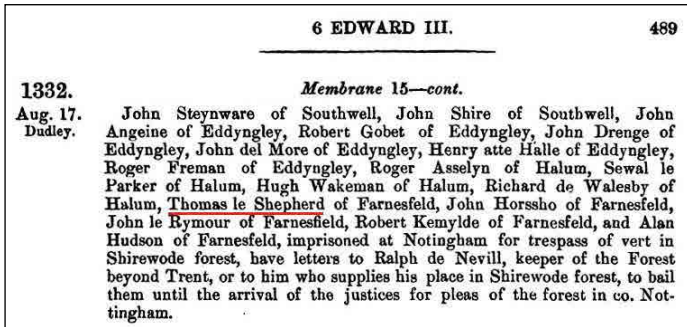 6 EDWARD III. 489
1332. Membrane 15—cont.
Aug. 17. John Steynware of Southwell, John Shire of Southwell, John
Dudley. Angeine of Eddyngley, Robert Gobet of Eddyngley, John Drenge of
Eddyngley, John del More of Eddyngley, Henry atte Halle of Eddyngley,
Roger Freman of Eddyngley, Roger Asselyn of Halum, Sewal le
Parker of Halum, Hugh Wakeman of Halum, Richard de Walesby of
Halum, Thomas le Shepherd of Farnesfeld, John Horssho of Farnesfeld,
John le Rymour of Farnesfield, Robert Kemylde of Farnesfeld, and Alan
Hudson of Farnesfeld, imprisoned at Notingham for trespass of vert in
Shirewode forest, have letters to Ralph de Nevill, keeper of the Forest
beyond Trent, or to him who supplies his place in Shirewode forest, to bail
them until the arrival of the justices for pleas of the forest in co. Not-
tingham.